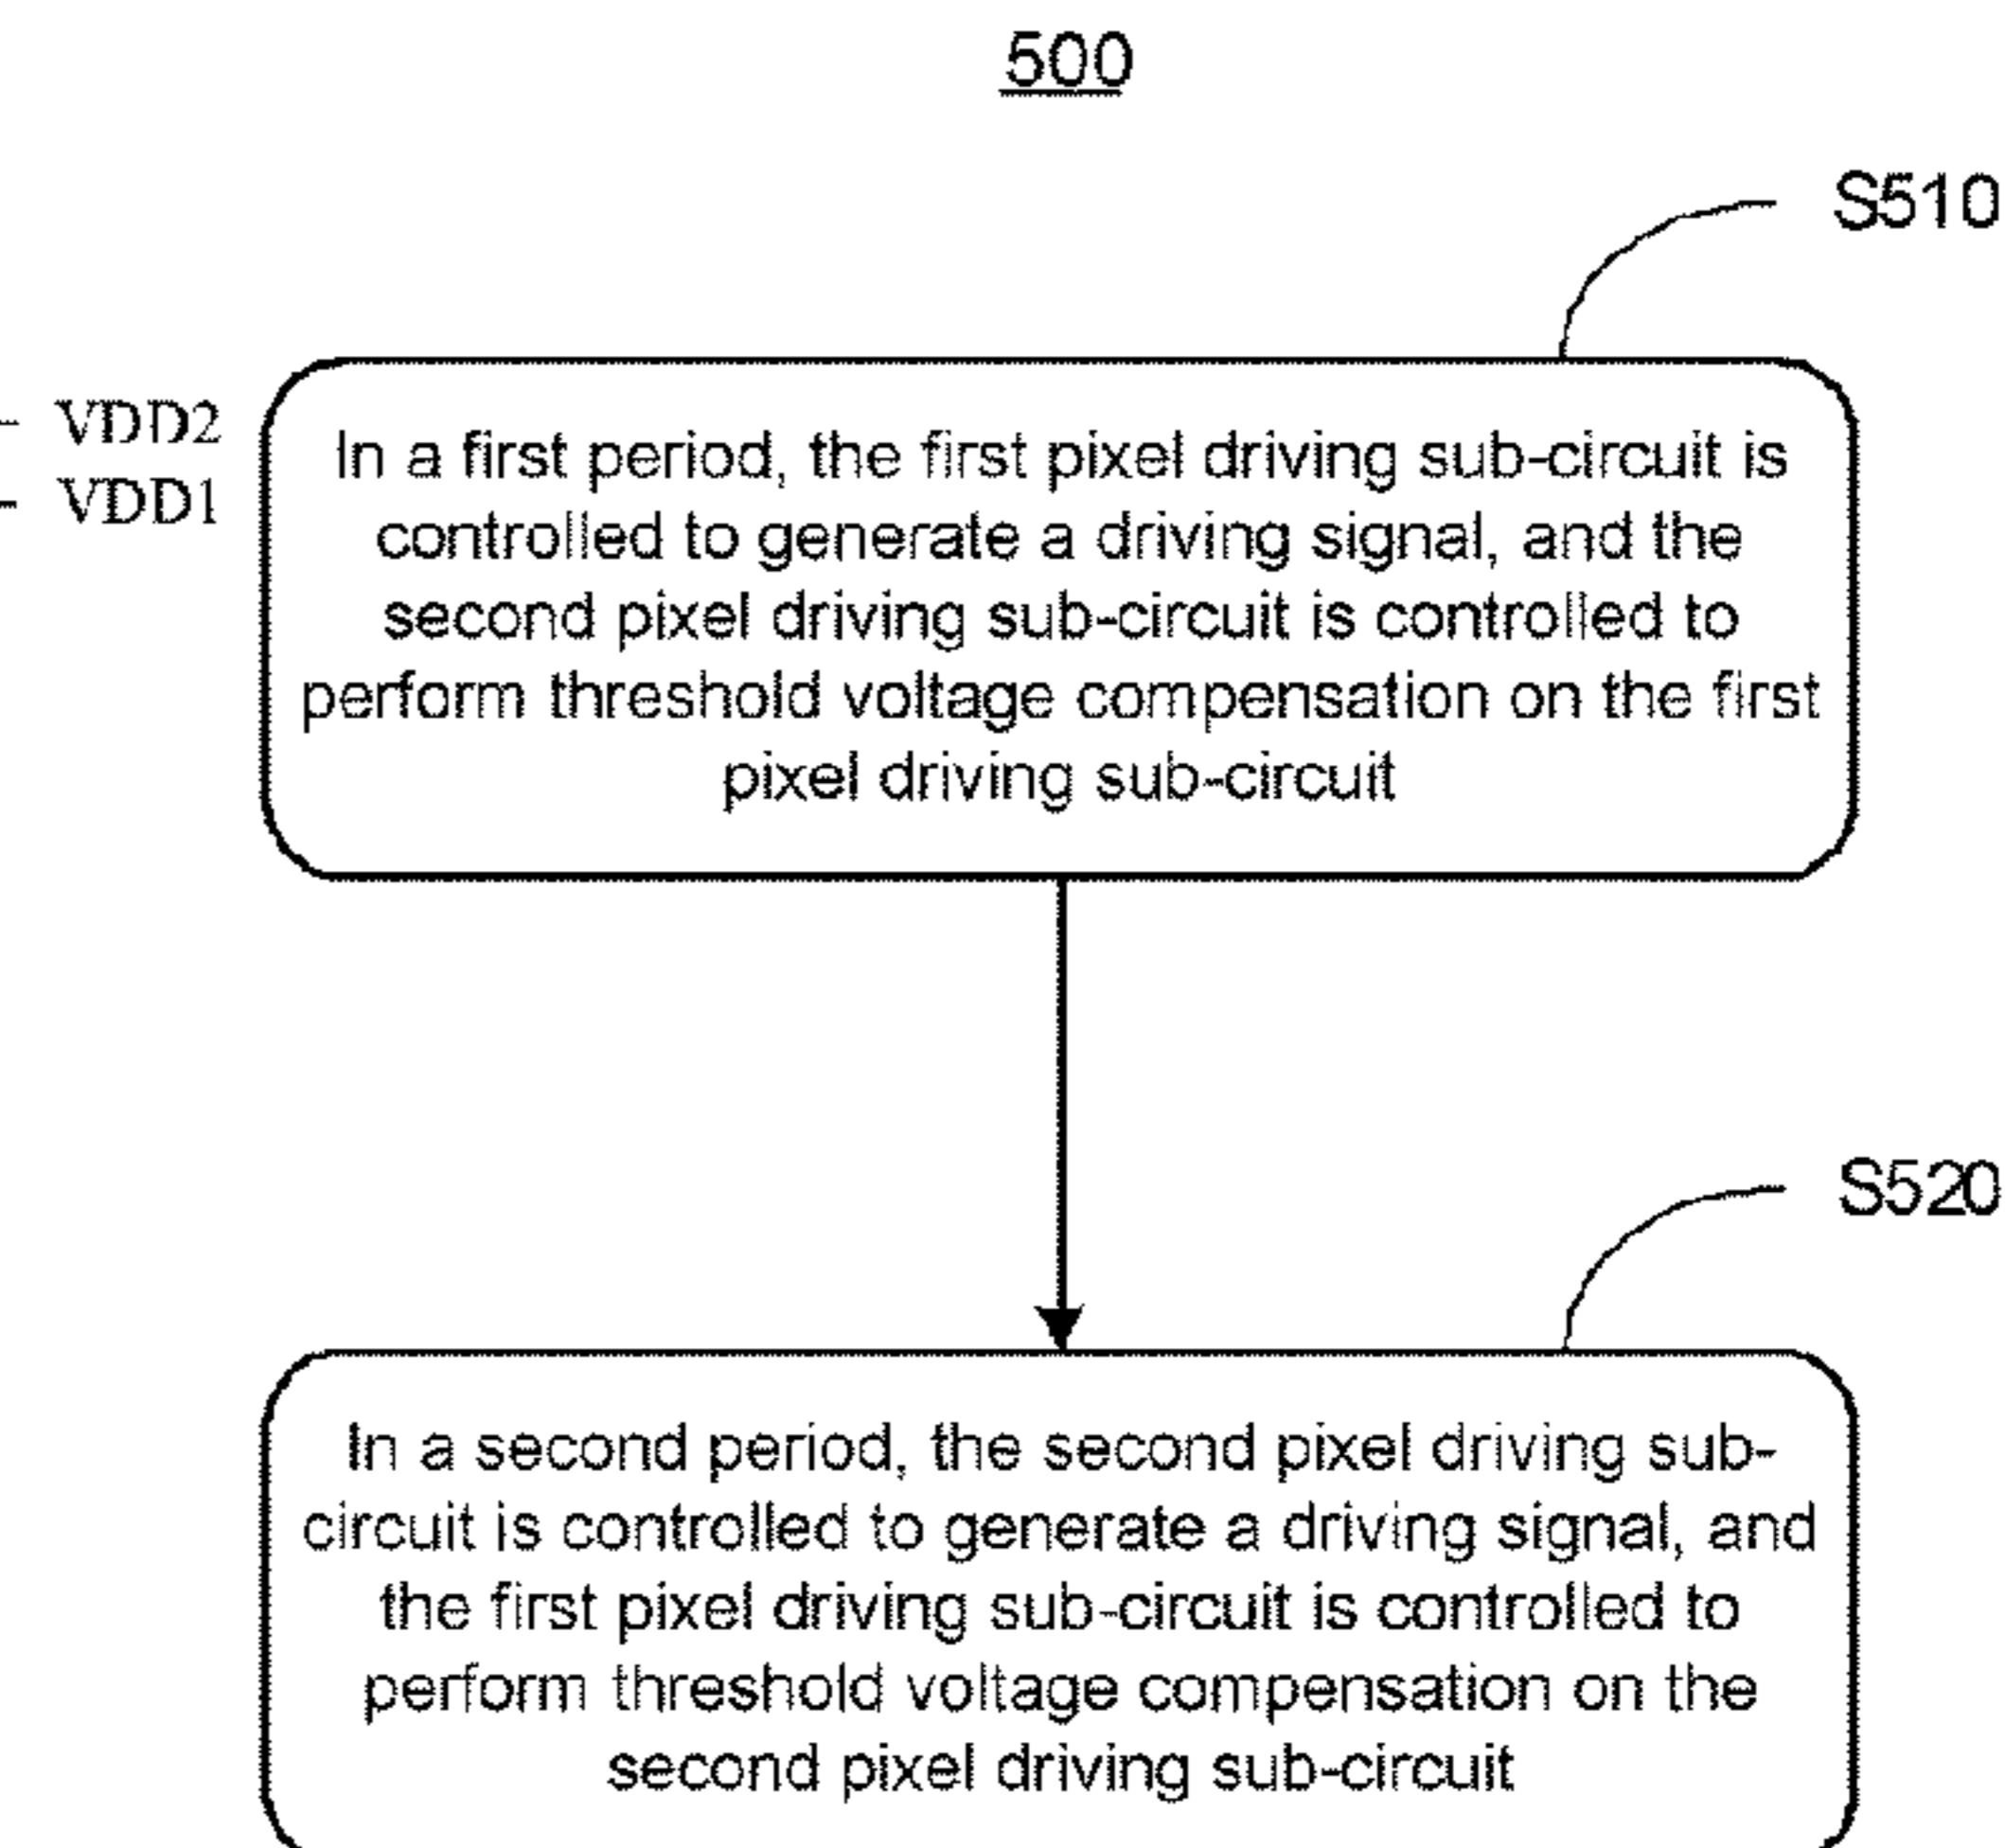 500
S510
VDD2
VDD1
In a first period, the first pixel driving sub-circuit is
controlled to generate a driving signal, and the
second pixel driving sub-circuit is controlled to
perform threshold voltage compensation on the first
pixel driving sub-circuit
S520
In a second period, the second pixel driving sub-
circuit is controlled to generate a driving signal, and
the first pixel driving sub-circuit is controlled to
perform threshold voltage compensation on the
second pixel driving sub-circuit